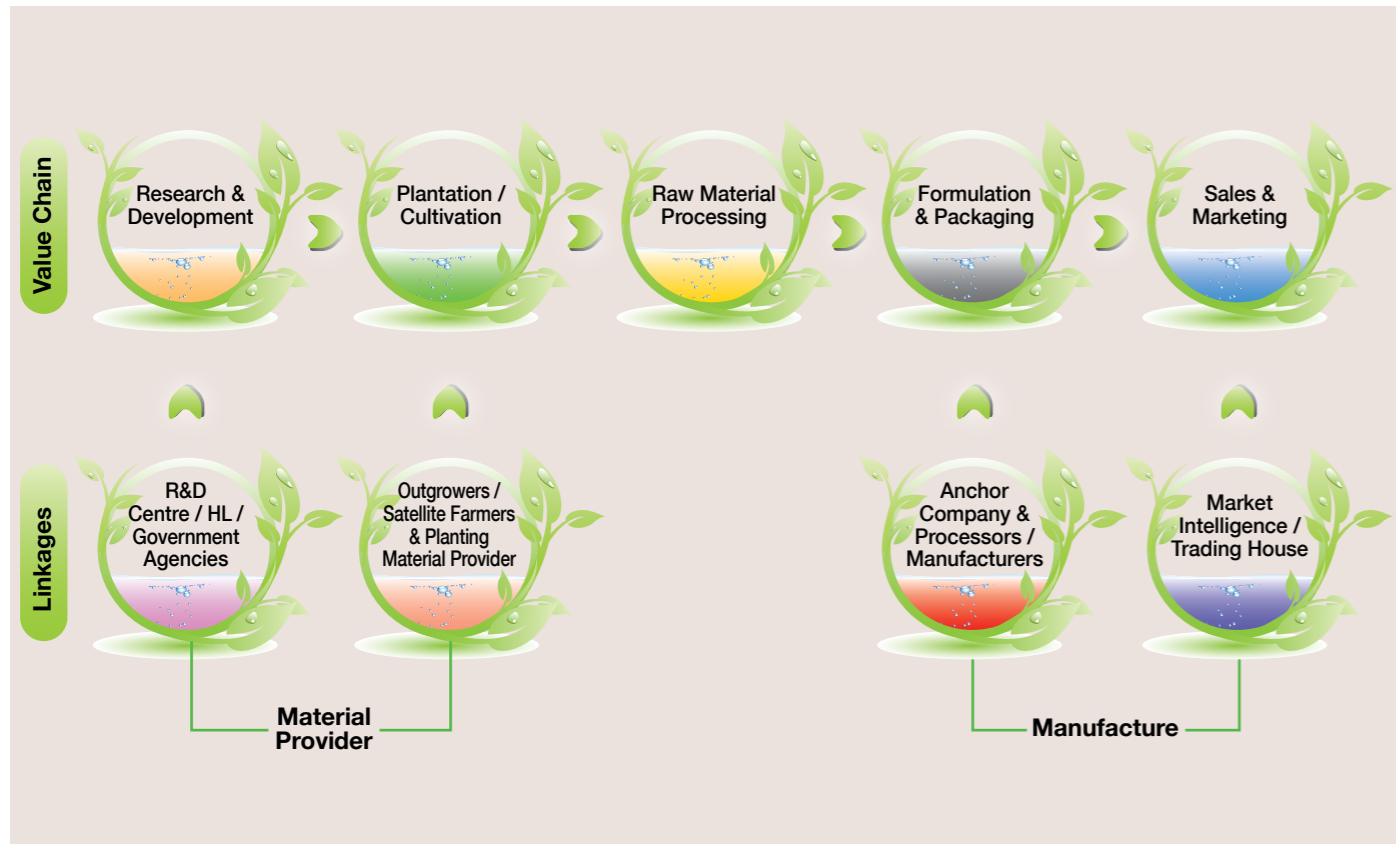 Value Chain
Research &
Development
Plantation /
Cultivation
Raw Material
Processing
Formulation
& Packaging
Sales &
Marketing
Linkages
R&D
Centre / HL /
Government
Agencies
Outgrowers /
Satellite Farmers
& Planting
Material Provider
Anchor
Company &
Processors /
Manufacturers
Market
Intelligence /
Trading House
Material
Provider
Manufacture